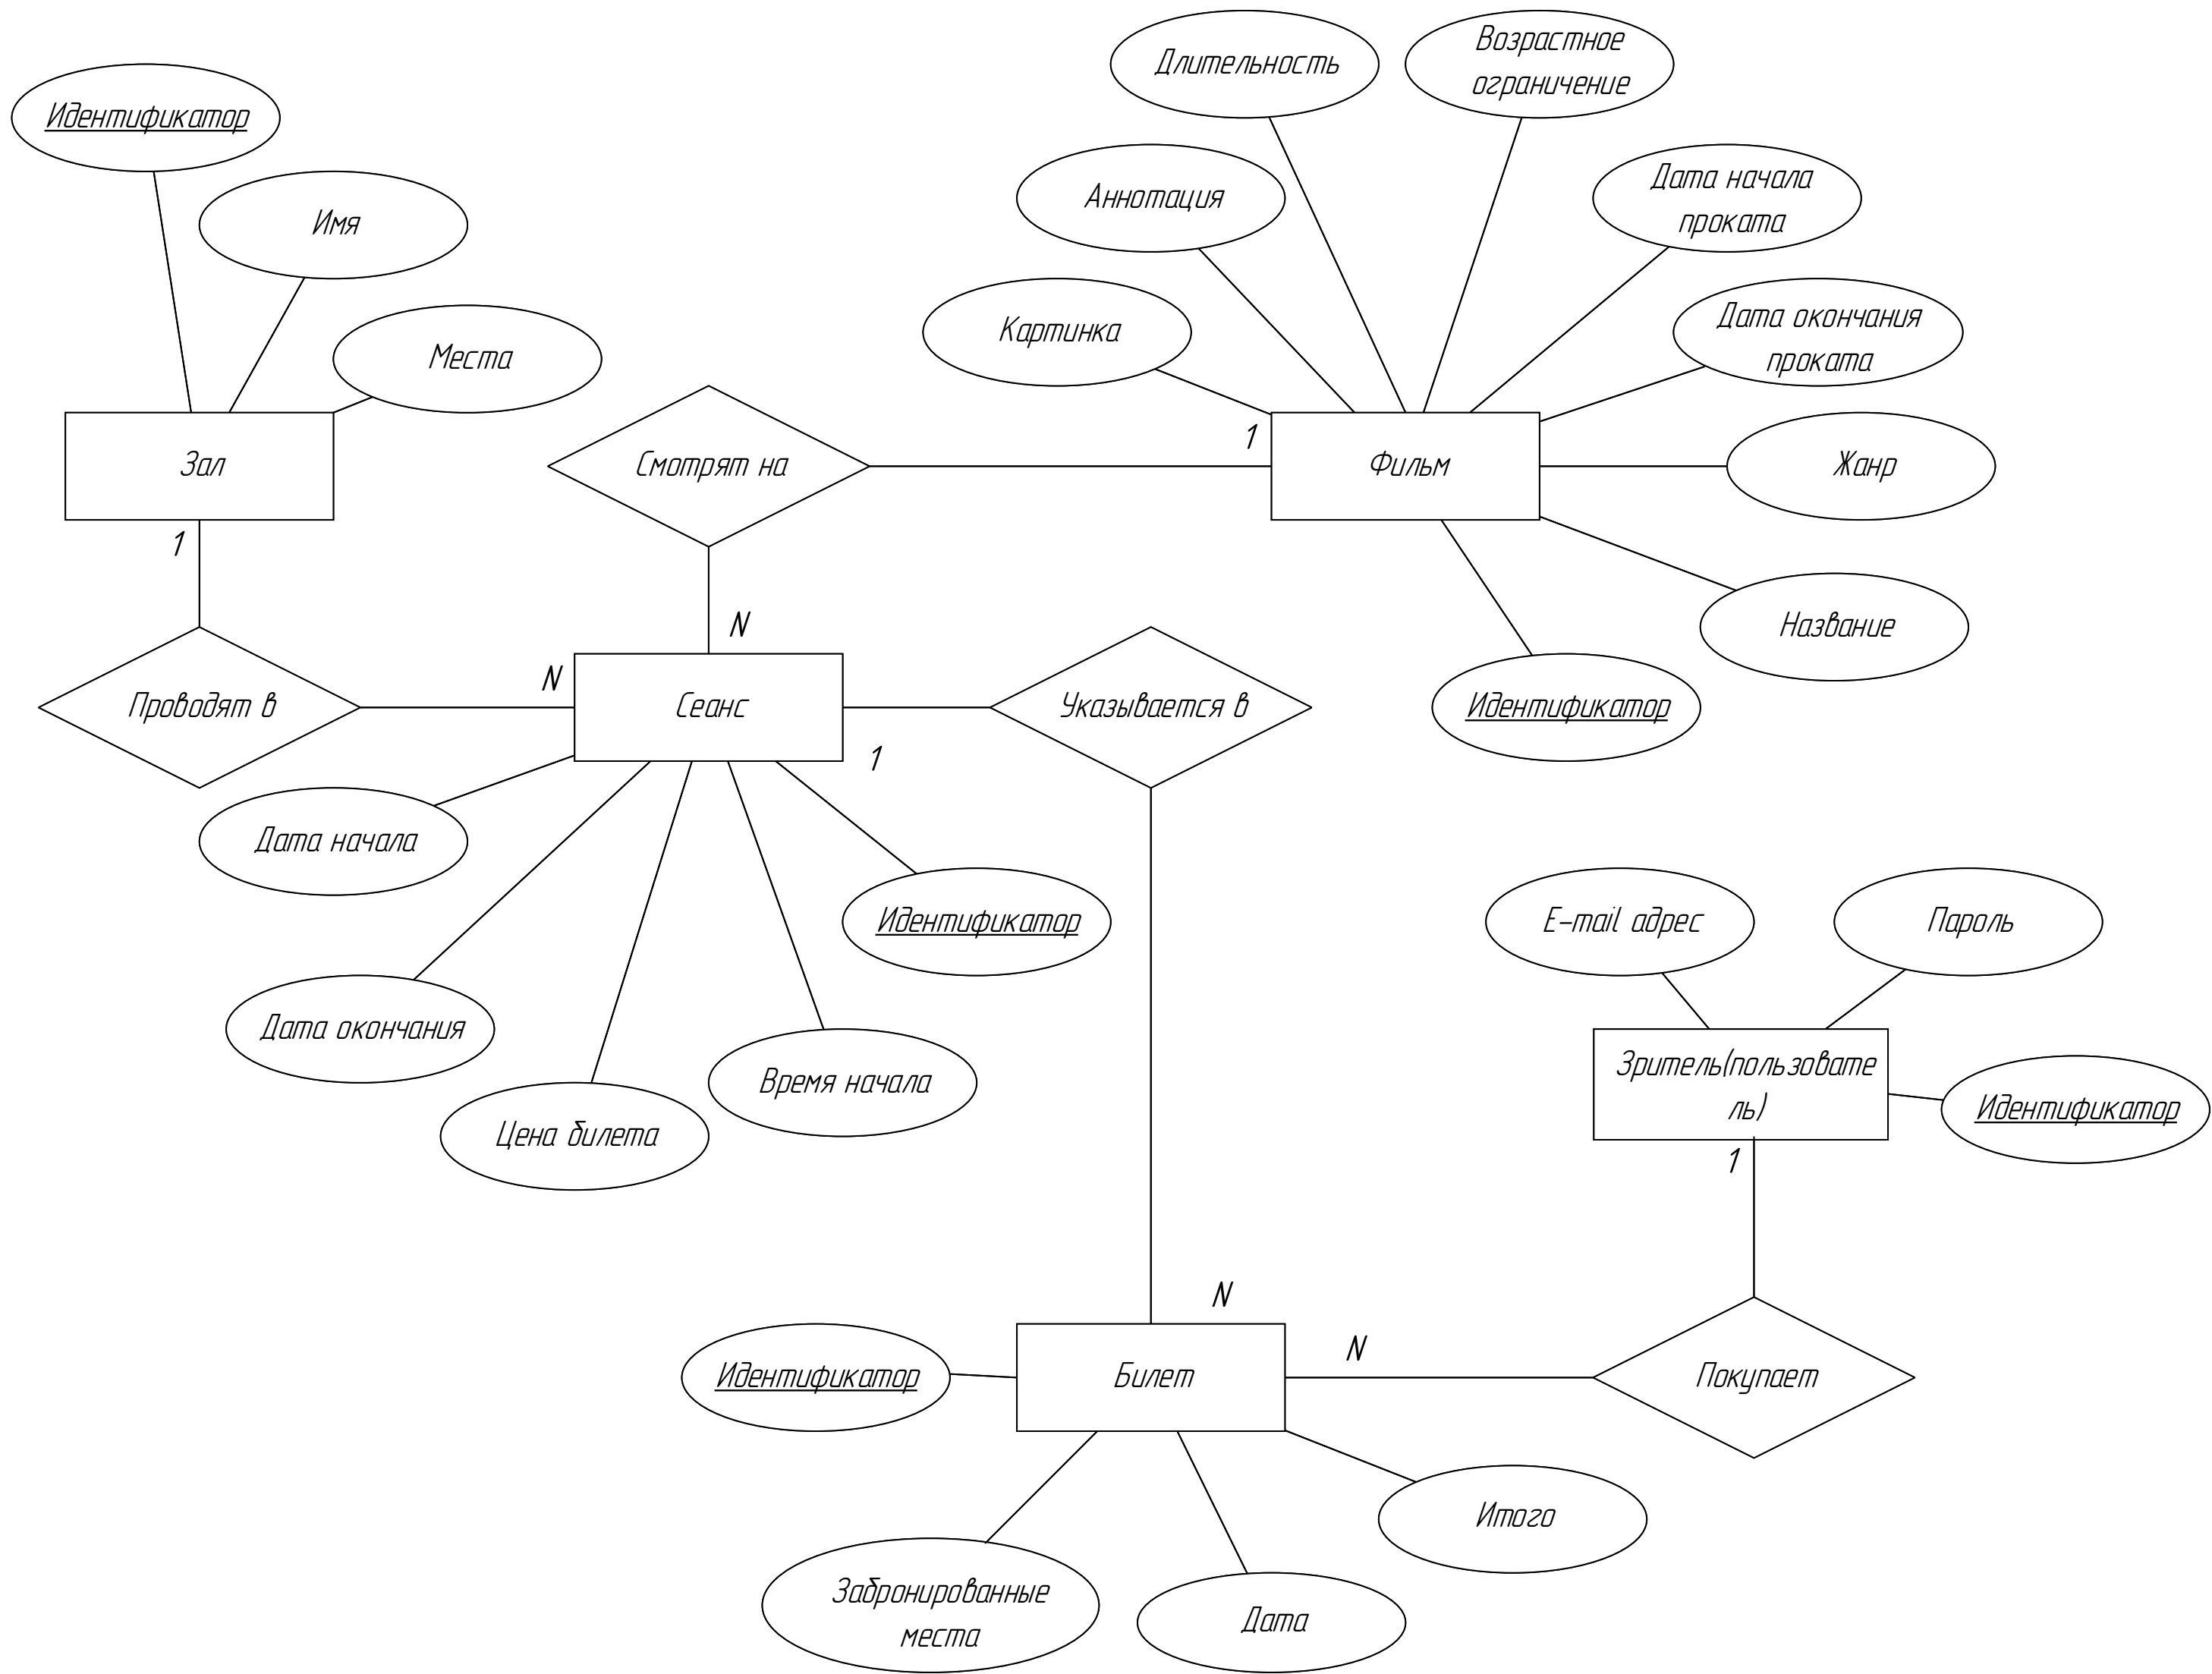 Длительность
Возрастное
ограничение
Идентификатор
Аннотация
Дата начала
проката
Имя
Картинка
Дата окончания
проката
Места
1
Зал
Смотрят на
Фильм
Жанр
1
N
Название
N
Проводят в
Сеанс
Указывается в
Идентификатор
1
Дата начала
Идентификатор
E-mail адрес
Пароль
Дата окончания
Время начала
Зритель(пользовате
ль)
Идентификатор
Цена билета
1
N
N
Идентификатор
Билет
Покупает
Итого
Забронированные
места
Дата